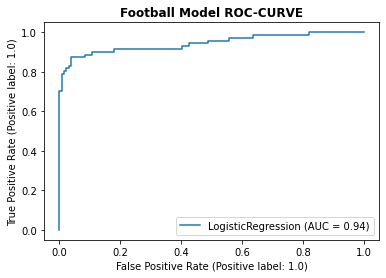 Football Model ROC-CURVE
True Positive Rate (Positive label: 1.0)
1.0
0.8
0.6
0.4
0.2
0.0
LogisticRegression (AUC = 0.94)
0.0 0.2 0.4 0.6 0.8 1.0
False Positive Rate (Positive label: 1.0)